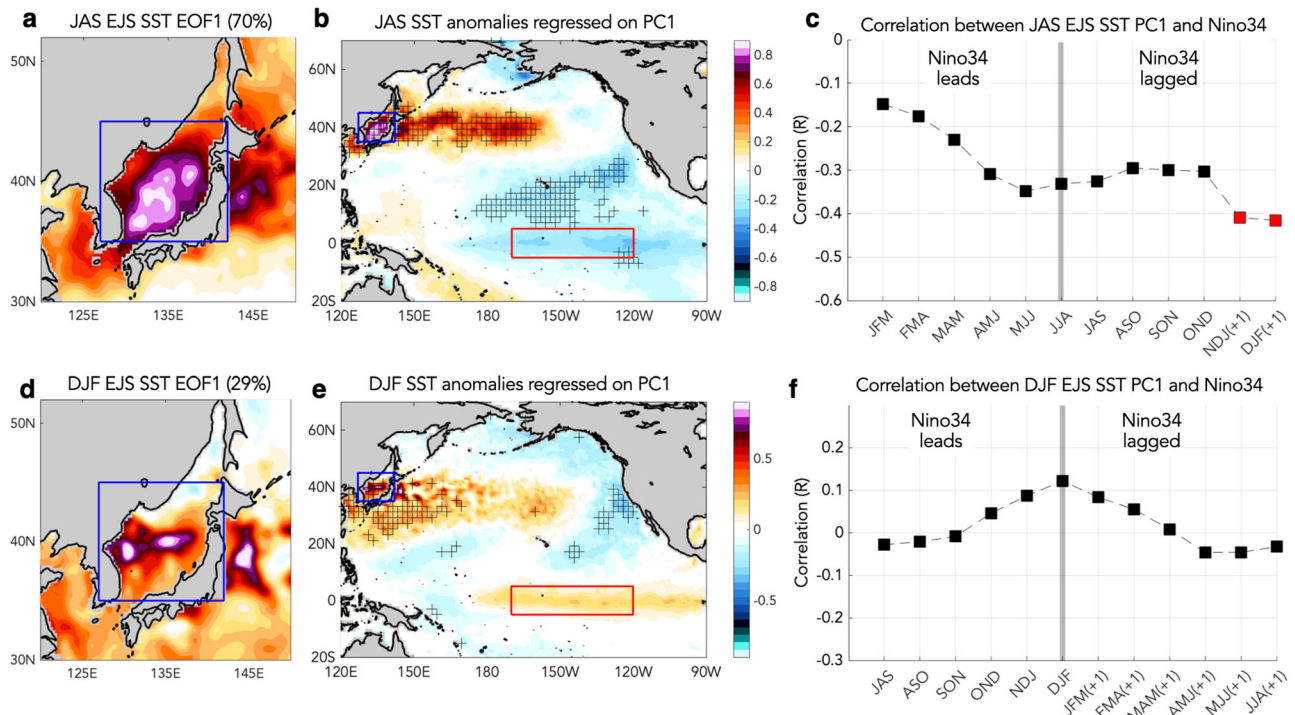 a JAS EJS SST EOF1 (70%)
50N
40N
30N
125E 135E 145E
b JAS SST anomalies regressed on PC1
60N
40N
20N
0
20S
120E 150E 180 150W 120W 90W
0.8
0.6
0.4
0.2
0
-0.2
-0.4
-0.6
-0.8
c Correlation between JAS EJS SST PC1 and Nino34
Nino34
leads
Nino34
lagged
Correlation (R)
0
-0.1
-0.2
-0.3
-0.4
-0.5
-0.6
JFM FMA MAM AMJ MJJ JJA JAS ASO SON OND NDJ(+1) DJF(+1)
d DJF EJS SST EOF1 (29%)
50N
40N
30N
125E 135E 145E
e DJF SST anomalies regressed on PC1
60N
40N
20N
0
20S
120E 150E 180 150W 120W 90W
0.5
0
-0.5
f Correlation between DJF EJS SST PC1 and Nino34
Nino34
leads
Nino34
lagged
Correlation (R)
0.2
0.1
0
-0.1
-0.2
-0.3
JAS ASO SON OND NDJ DJF JFM(+1) FMA(+1) MAM(+1) AMJ(+1) MJJ(+1) JJA(+1)